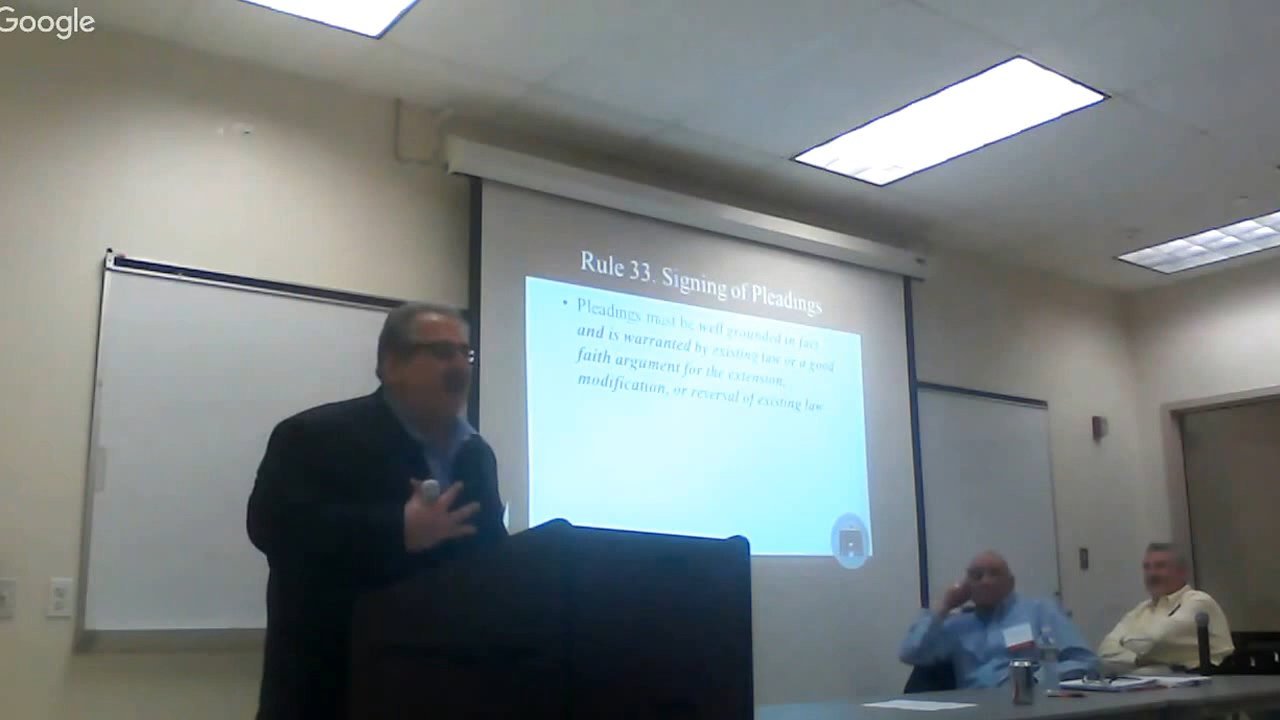 Google
Rule 33. Signing of Pleadings
• Pleadings must be well grounded in fact
and is warranted by existing law or a good
faith argument for the extension,
modification, or reversal of existing law